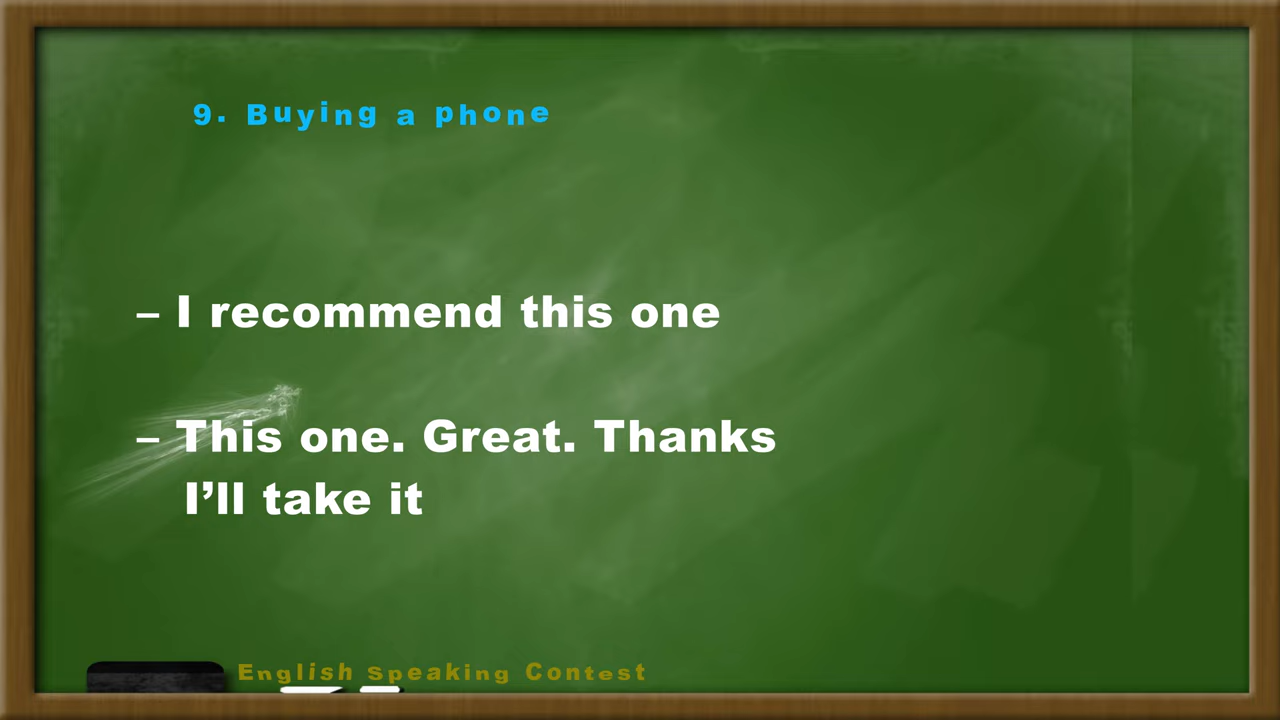 9. Buying a phone
– I recommend this one
– This one. Great. Thanks
I’ll take it
English speaking Contest